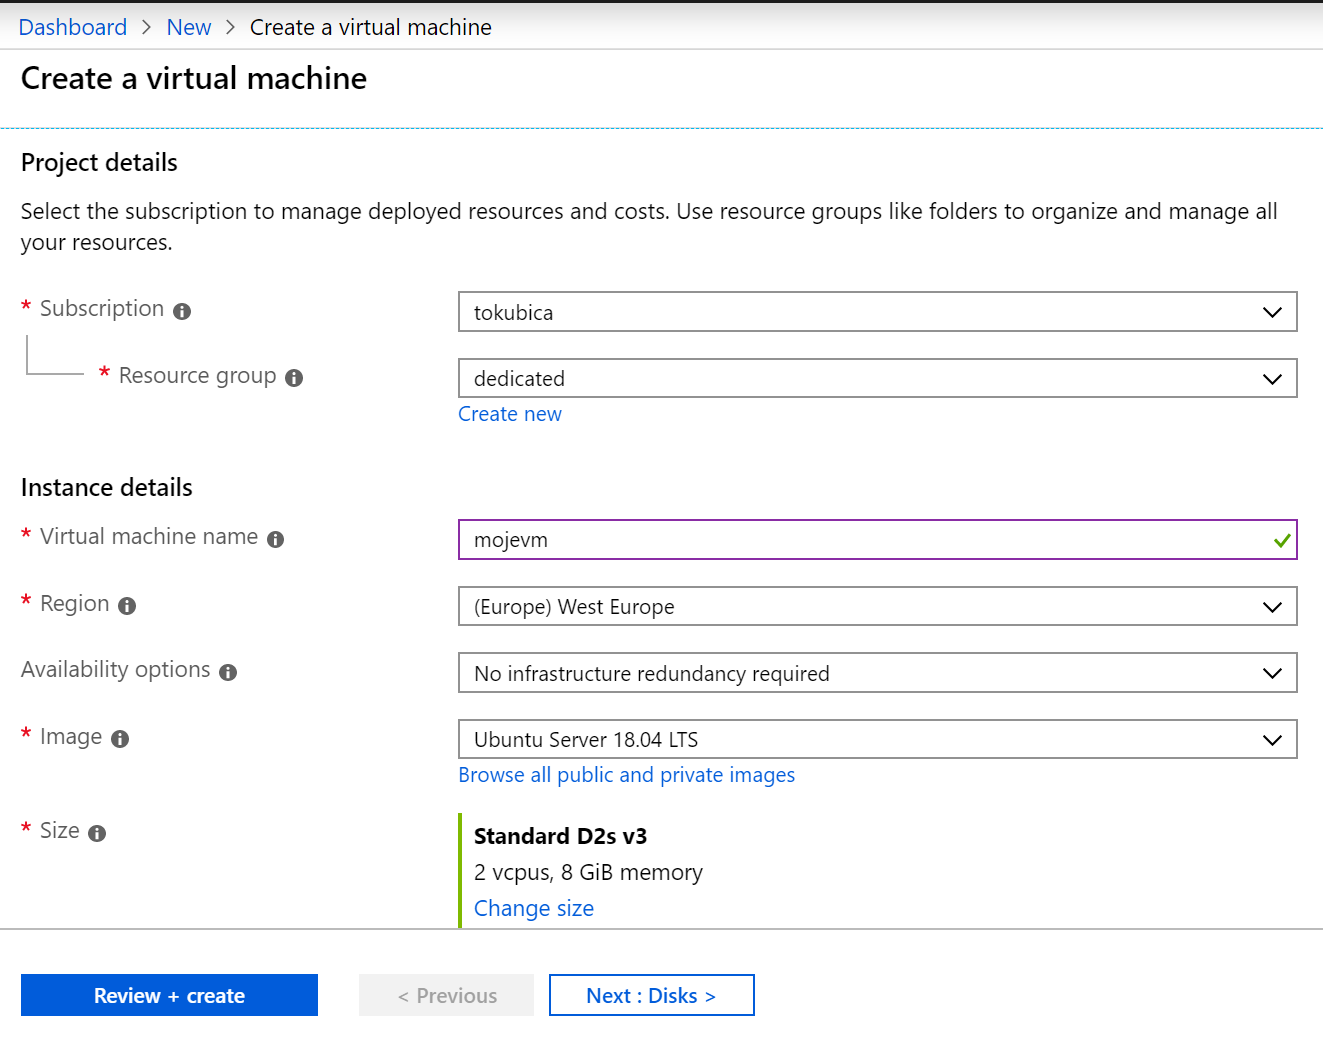 Dashboard > New > Create a virtual machine
Create a virtual machine
Project details
Select the subscription to manage deployed resources and costs. Use resource groups like folders to organize and manage all
your resources.
* Subscription
tokubica
* Resource group
dedicated
Create new
Instance details
* Virtual machine name
mojevm
* Region
(Europe) West Europe
Availability options
No infrastructure redundancy required
* Image
Ubuntu Server 18.04 LTS
Browse all public and private images
* Size
Standard D2s v3
2 vcpus, 8 GiB memory
Change size
Review + create
< Previous
Next : Disks >